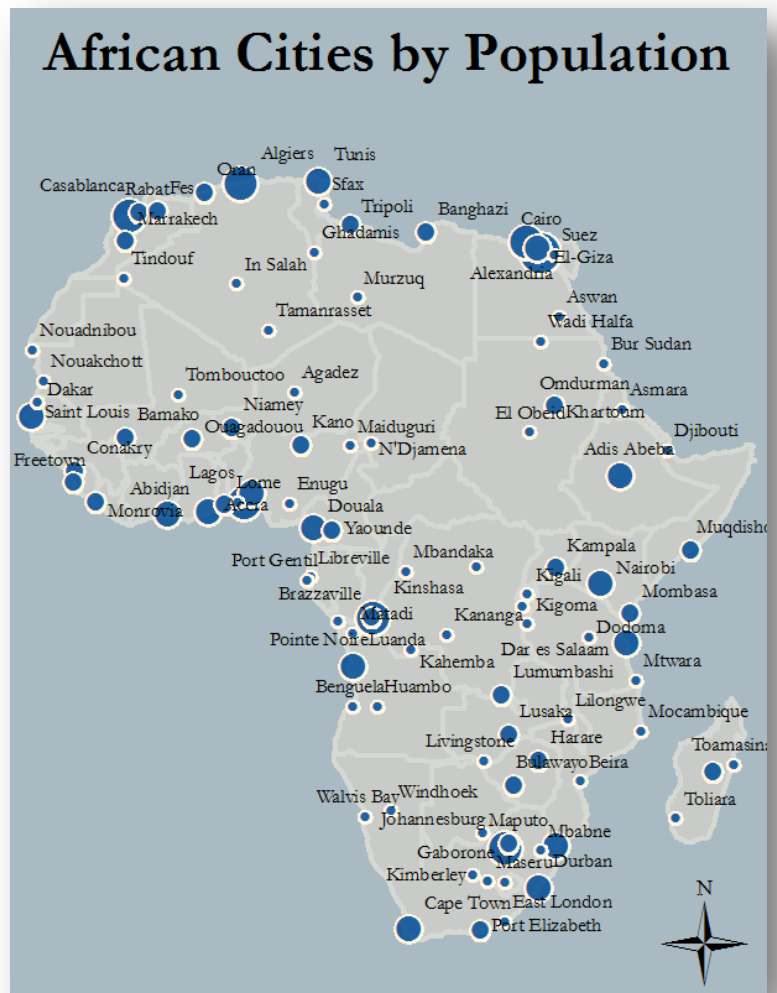 African Cities by Population
Algiers
Tunis
Oran
Sfax
Casablanca
Rabat
Fes
Marrakech
Tripoli
Banghazi
Cairo
Suez
El-Giza
Alexandria
Ghadamis
Tindouf
In Salah
Murzuq
Aswan
Tamanrasset
Wadi Halfa
Nouadnibou
Bur Sudan
Nouakchott
Tombouctoo
Agadez
Dakar
Niamey
Omdurman
Asmara
Saint Louis
Bamako
Ouagadouou
Kano
Maiduguri
El Obeid
Khartoum
N'Djamena
Djibouti
Conakry
Adis Abeba
Freetown
Lagos
Lome
Enugu
Abidjan
Accra
Monrovia
Douala
Yaounde
Muqdisho
Port Gentil
Libreville
Mbandaka
Kampala
Nairobi
Brazzaville
Kinshasa
Kigali
Mombasa
Matadi
Kananga
Kigoma
Dodoma
Pointe Noire
Luanda
Dar es Salaam
Kahemba
Mtwara
Lumumbashi
Benguela
Huambo
Lilongwe
Lusaka
Mocambique
Livingstone
Harare
Toamasina
Bulawayo
Beira
Walvis Bay
Windhoek
Toliara
Johannesburg
Maputo
Mbabne
Gaborone
Maseru
Durban
Kimberley
Cape Town
East London
Port Elizabeth
N